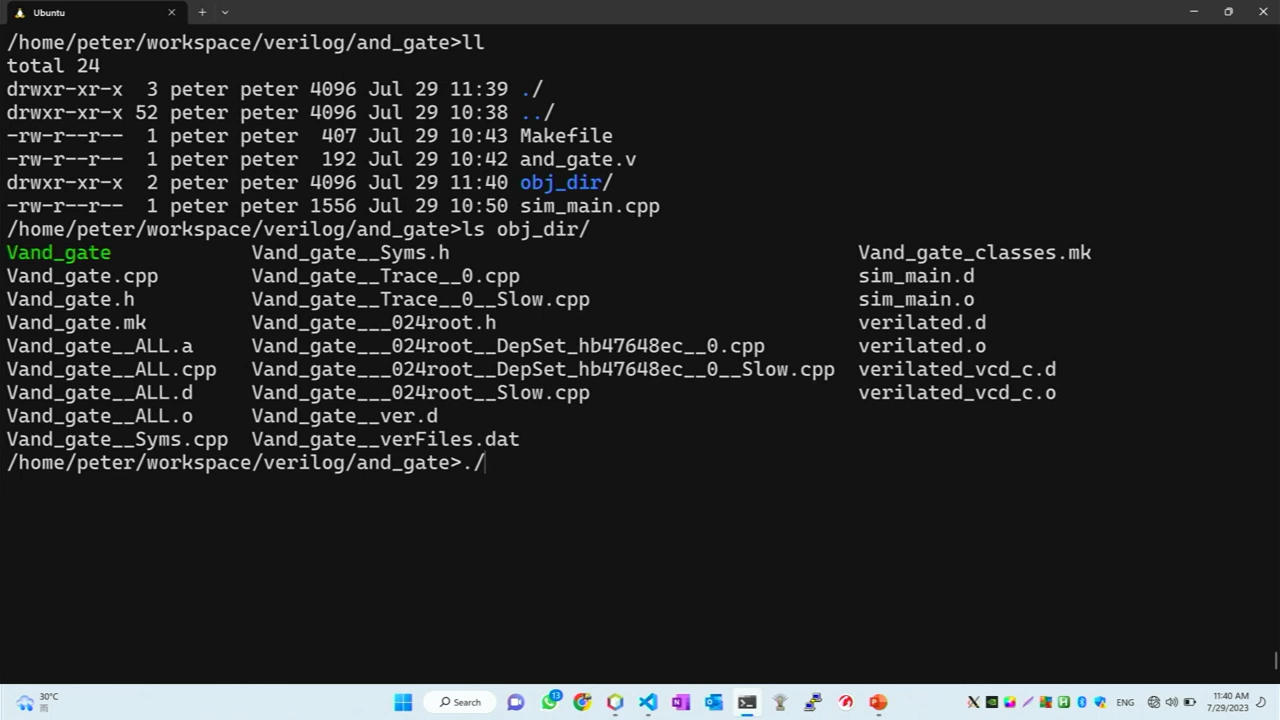 Ubuntu
/home/peter/workspace/verilog/and_gate>ll
total 24
drwxr-xr-x  3 peter peter 4096 Jul 29 11:39 ./
drwxr-xr-x 52 peter peter 4096 Jul 29 10:38 ../
-rw-r--r--  1 peter peter  407 Jul 29 10:43 Makefile
-rw-r--r--  1 peter peter  192 Jul 29 10:42 and_gate.v
drwxr-xr-x  2 peter peter 4096 Jul 29 11:40 obj_dir/
-rw-r--r--  1 peter peter 1556 Jul 29 10:50 sim_main.cpp
/home/peter/workspace/verilog/and_gate>ls obj_dir/
Vand_gate Vand_gate__Syms.h Vand_gate_classes.mk
Vand_gate.cpp Vand_gate__Trace__0.cpp sim_main.d
Vand_gate.h Vand_gate__Trace__0__Slow.cpp sim_main.o
Vand_gate.mk Vand_gate___024root.h verilated.d
Vand_gate__ALL.a Vand_gate___024root__DepSet_hb47648ec__0.cpp verilated.o
Vand_gate__ALL.cpp Vand_gate___024root__DepSet_hb47648ec__0__Slow.cpp verilated_vcd_c.d
Vand_gate__ALL.d Vand_gate___024root__Slow.cpp verilated_vcd_c.o
Vand_gate__ALL.o Vand_gate__ver.d
Vand_gate__Syms.cpp Vand_gate__verFiles.dat
/home/peter/workspace/verilog/and_gate>./
30°C
雨
Search
13
ENG
11:40 AM
7/29/2023